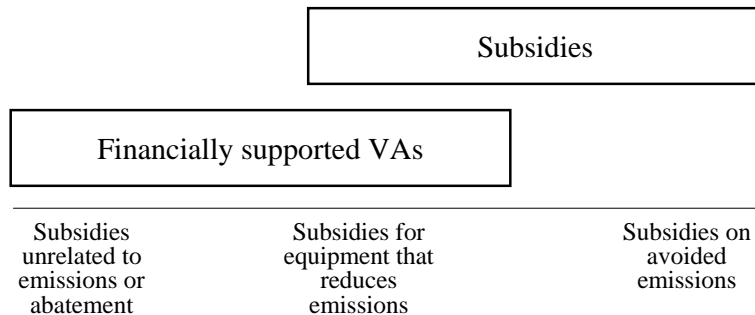 Subsidies
Financially supported VAs
Subsidies
unrelated to
emissions or
abatement
Subsidies for
equipment that
reduces
emissions
Subsidies on
avoided
emissions